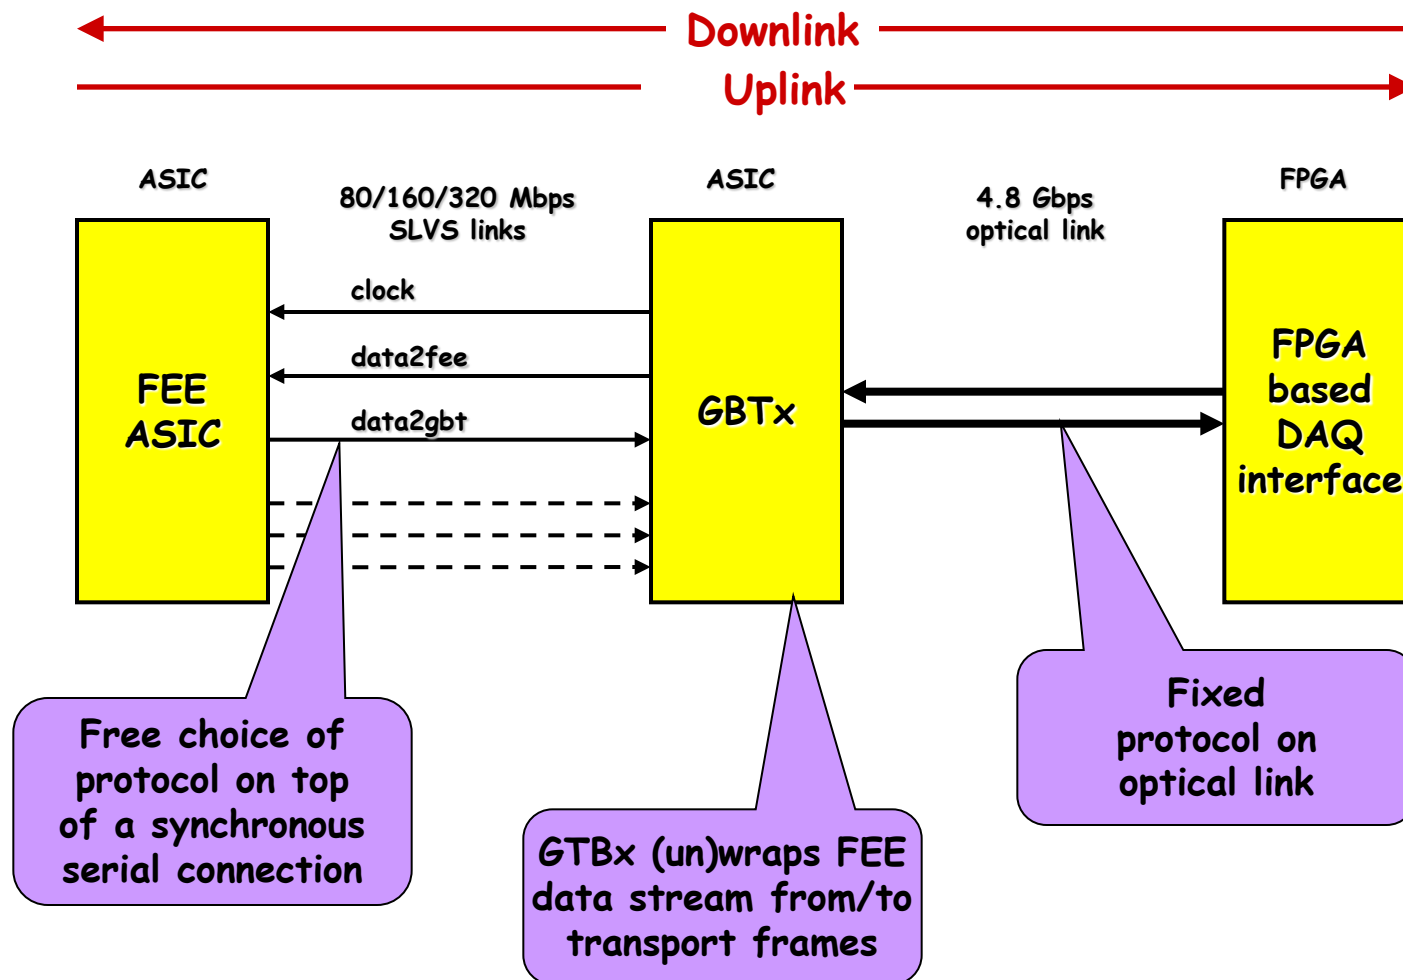 Downlink
Uplink
ASIC
80/160/320 Mbps
SLVS links
ASIC
4.8 Gbps
optical link
FPGA
clock
data2fee
data2gbt
FEE
ASIC
GBTx
FPGA
based
DAQ
interface
Free choice of
protocol on top
of a synchronous
serial connection
GTBx (un)wraps FEE
data stream from/to
transport frames
Fixed
protocol on
optical link